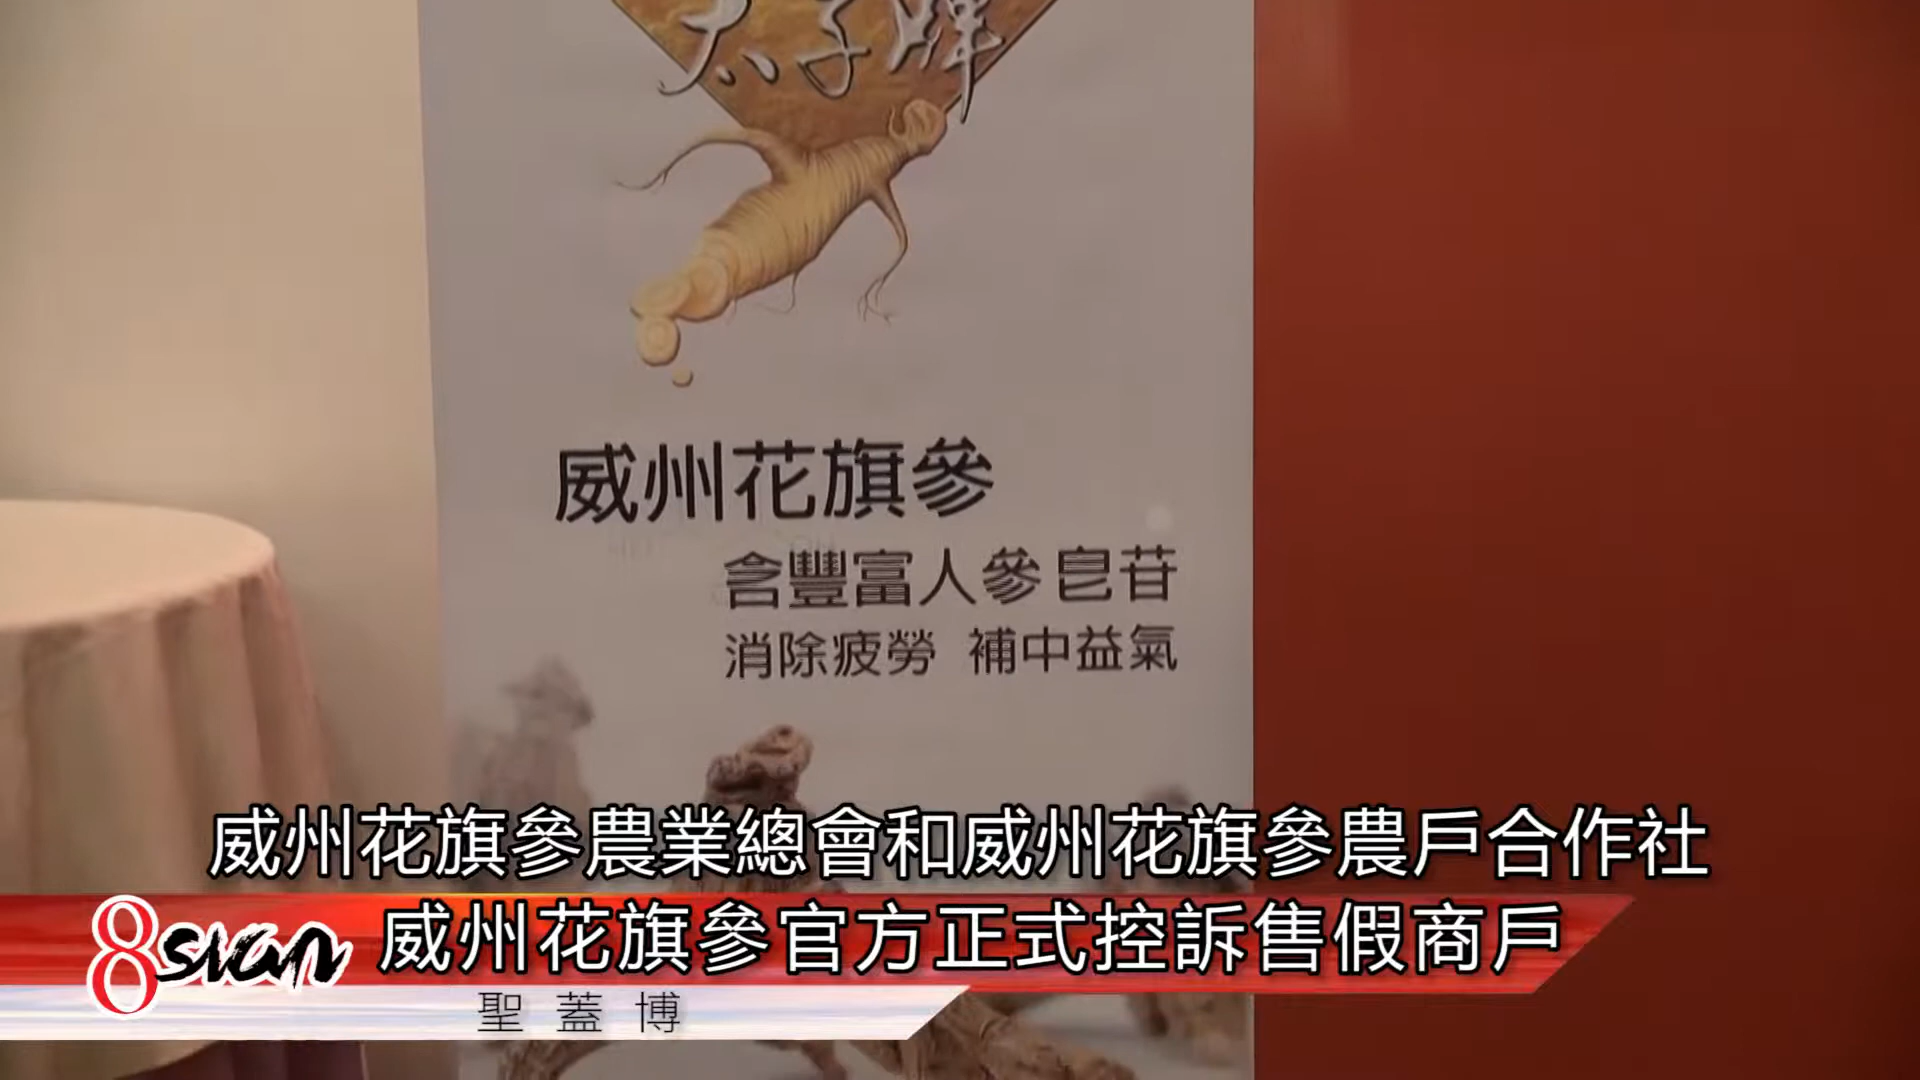 太子牌
威州花旗參
含豐富人參皂苷
消除疲勞 補中益氣
威州花旗參農業總會和威州花旗參農戶合作社
8sian 威州花旗參官方正式控訴售假商戶
聖蓋博